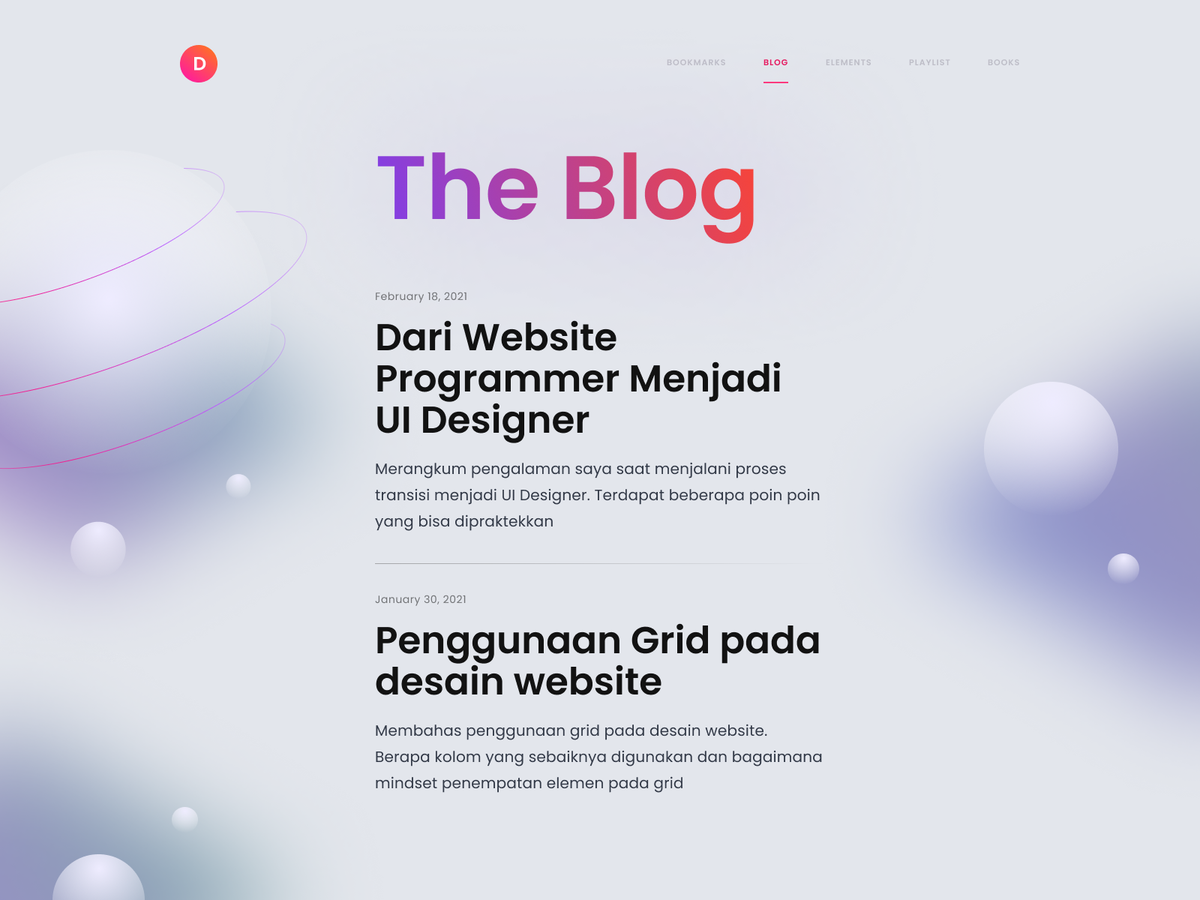 D
BOOKMARKS BLOG ELEMENTS PLAYLIST BOOKS
The Blog
February 18, 2021
Dari Website
Programmer Menjadi
UI Designer
Merangkum pengalaman saya saat menjalani proses
transisi menjadi UI Designer. Terdapat beberapa poin poin
yang bisa dipraktekkan
January 30, 2021
Penggunaan Grid pada
desain website
Membahas penggunaan grid pada desain website.
Berapa kolom yang sebaiknya digunakan dan bagaimana
mindset penempatan elemen pada grid